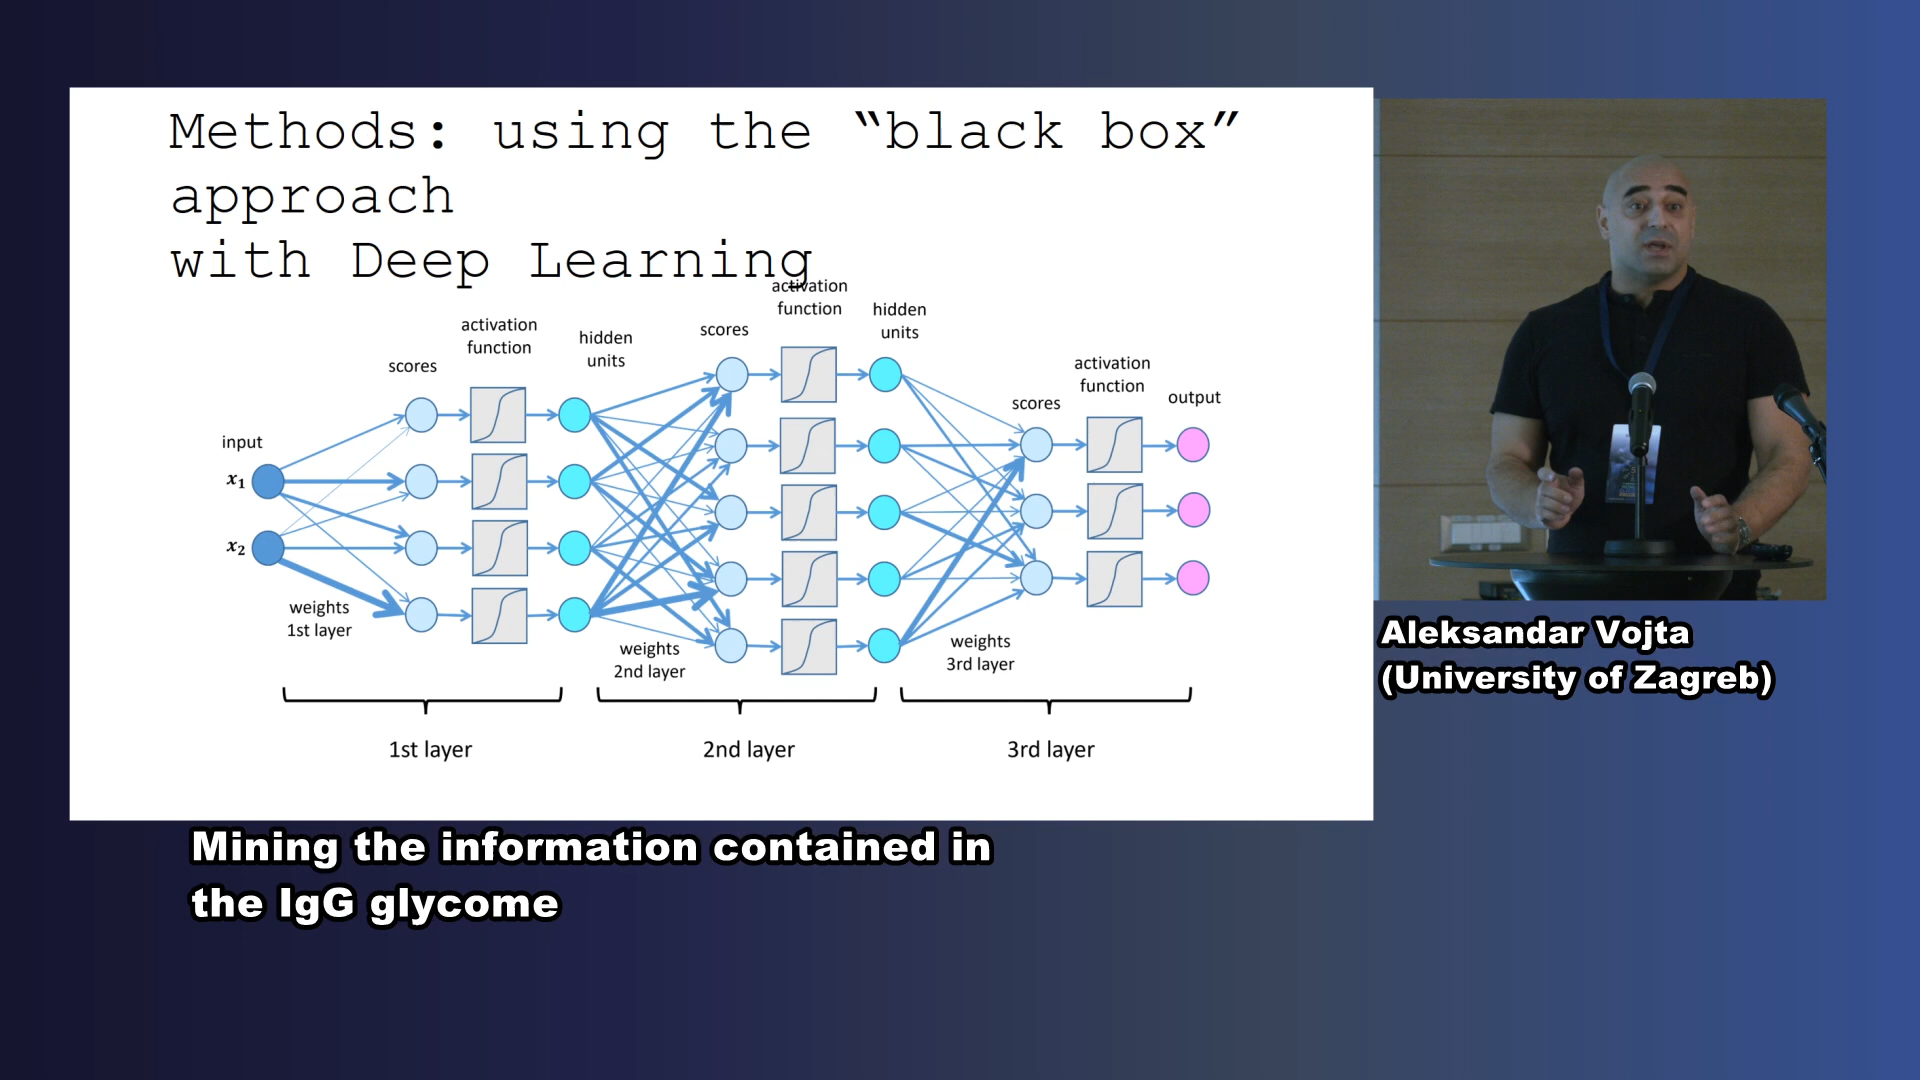 Methods: using the “black box”
approach
with Deep Learning
activation
function
hidden
units
scores
activation
function
hidden
units
scores
activation
function
scores
output
input
x1
x2
weights
1st layer
weights
2nd layer
weights
3rd layer
1st layer
2nd layer
3rd layer
Aleksandar Vojta
(University of Zagreb)
Mining the information contained in
the IgG glycome